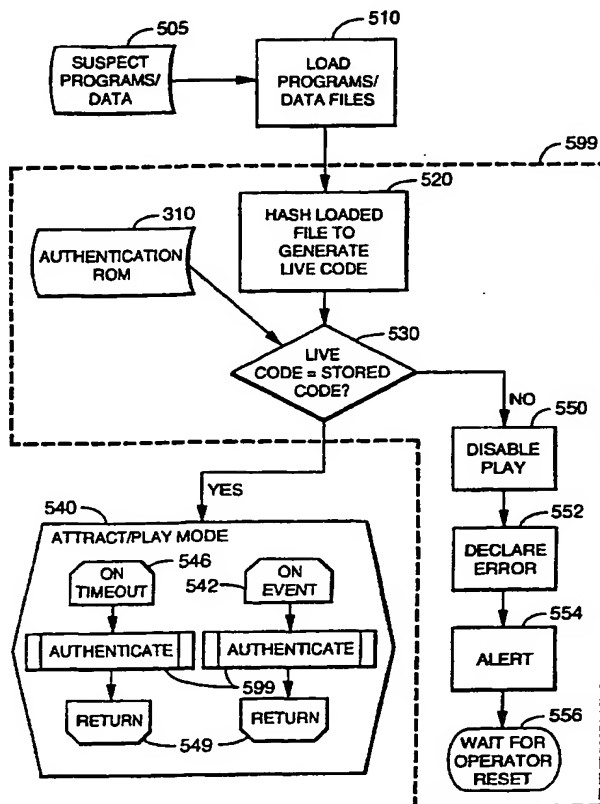 505
SUSPECT
PROGRAMS/
DATA
510
LOAD
PROGRAMS/
DATA FILES
599
520
HASH LOADED
FILE TO
GENERATE
LIVE CODE
310
AUTHENTICATION
ROM
530
LIVE
CODE = STORED
CODE?
NO
550
DISABLE
PLAY
YES
540
ATTRACT/PLAY MODE
546
ON
TIMEOUT
542
ON
EVENT
552
DECLARE
ERROR
AUTHENTICATE
AUTHENTICATE
599
554
ALERT
RETURN
RETURN
549
556
WAIT FOR
OPERATOR
RESET